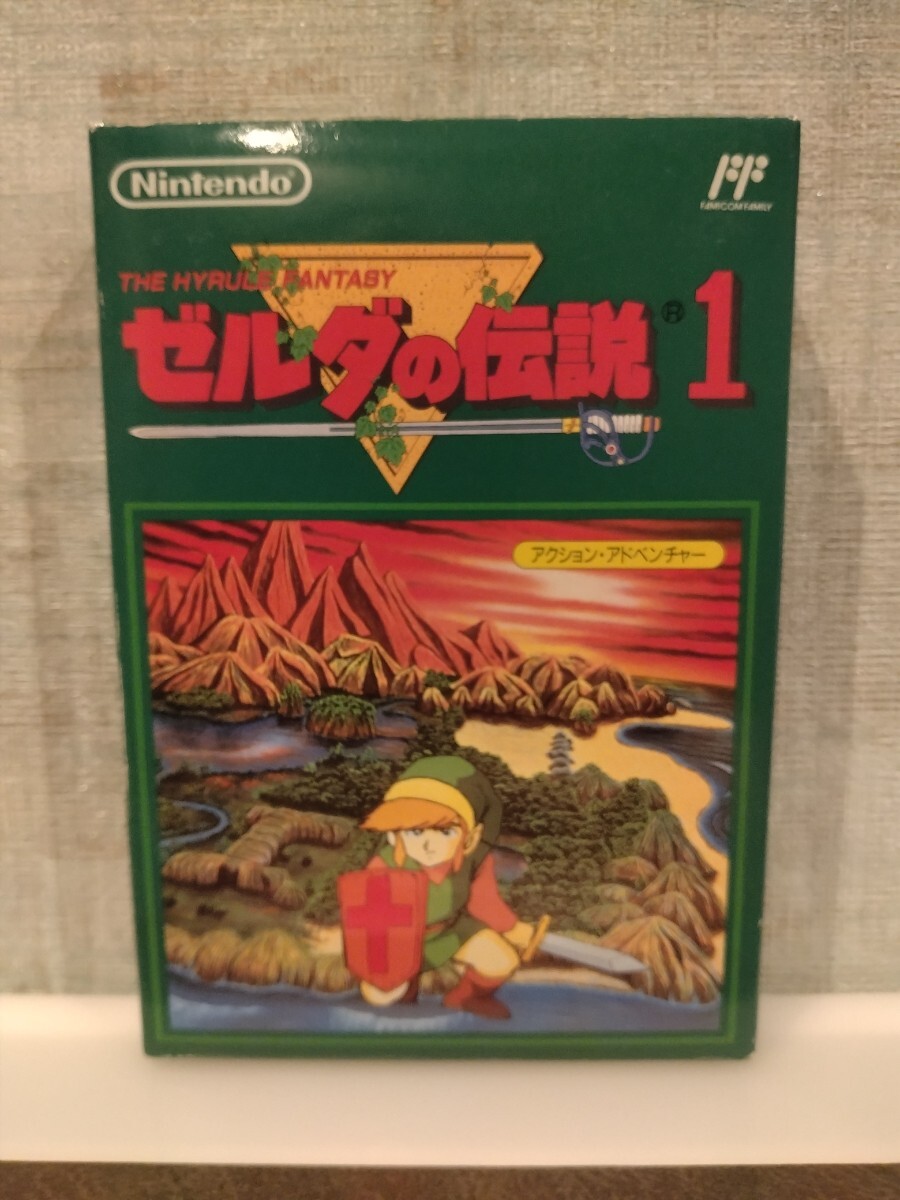 Nintendo®
FF
FAMICOM FAMILY
THE HYRULE FANTASY
ゼルダの伝説® 1
アクション・アドベンチャー